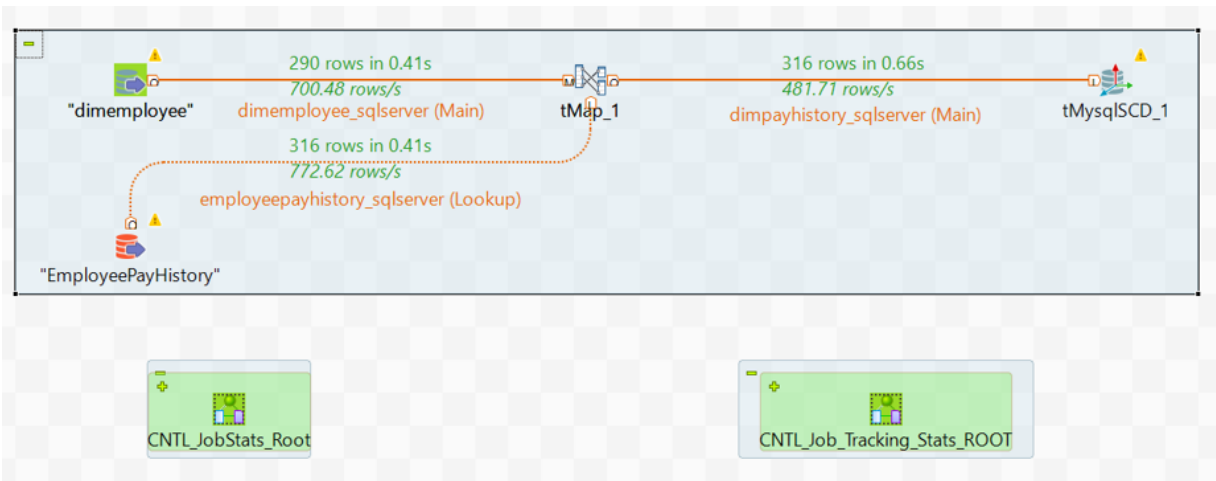 290 rows in 0.41s
700.48 rows/s
"dimemployee"
dimemployee_sqlserver (Main)
tMap_1
316 rows in 0.66s
481.71 rows/s
dimpayhistory_sqlserver (Main)
tMysqlSCD_1
316 rows in 0.41s
772.62 rows/s
employeepayhistory_sqlserver (Lookup)
"EmployeePayHistory"
CNTL_JobStats_Root
CNTL_Job_Tracking_Stats_ROOT